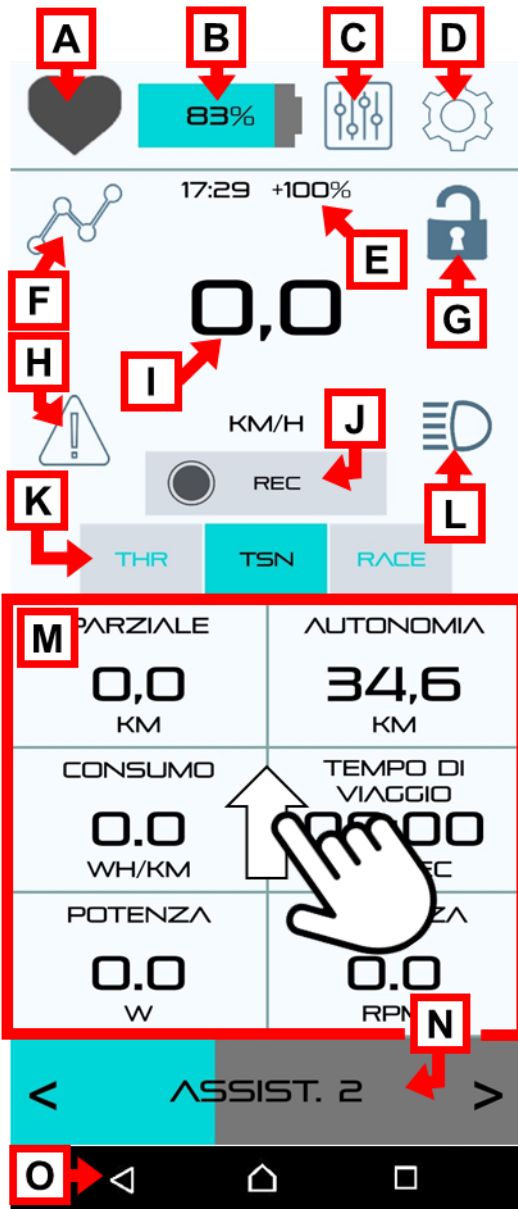 A B C D
83%
17:29 +100%
E
F G
0,0
H I
KM/H J
REC
K L
THR TSN RACE
M PARZIALE AUTONOMIA
0,0 34,6
KM KM
CONSUMO TEMPO DI
VIAGGIO
0.0
WH/KM
POTENZA
0.0 0.0
W RPM
N
< ASSIST. 2 >
O